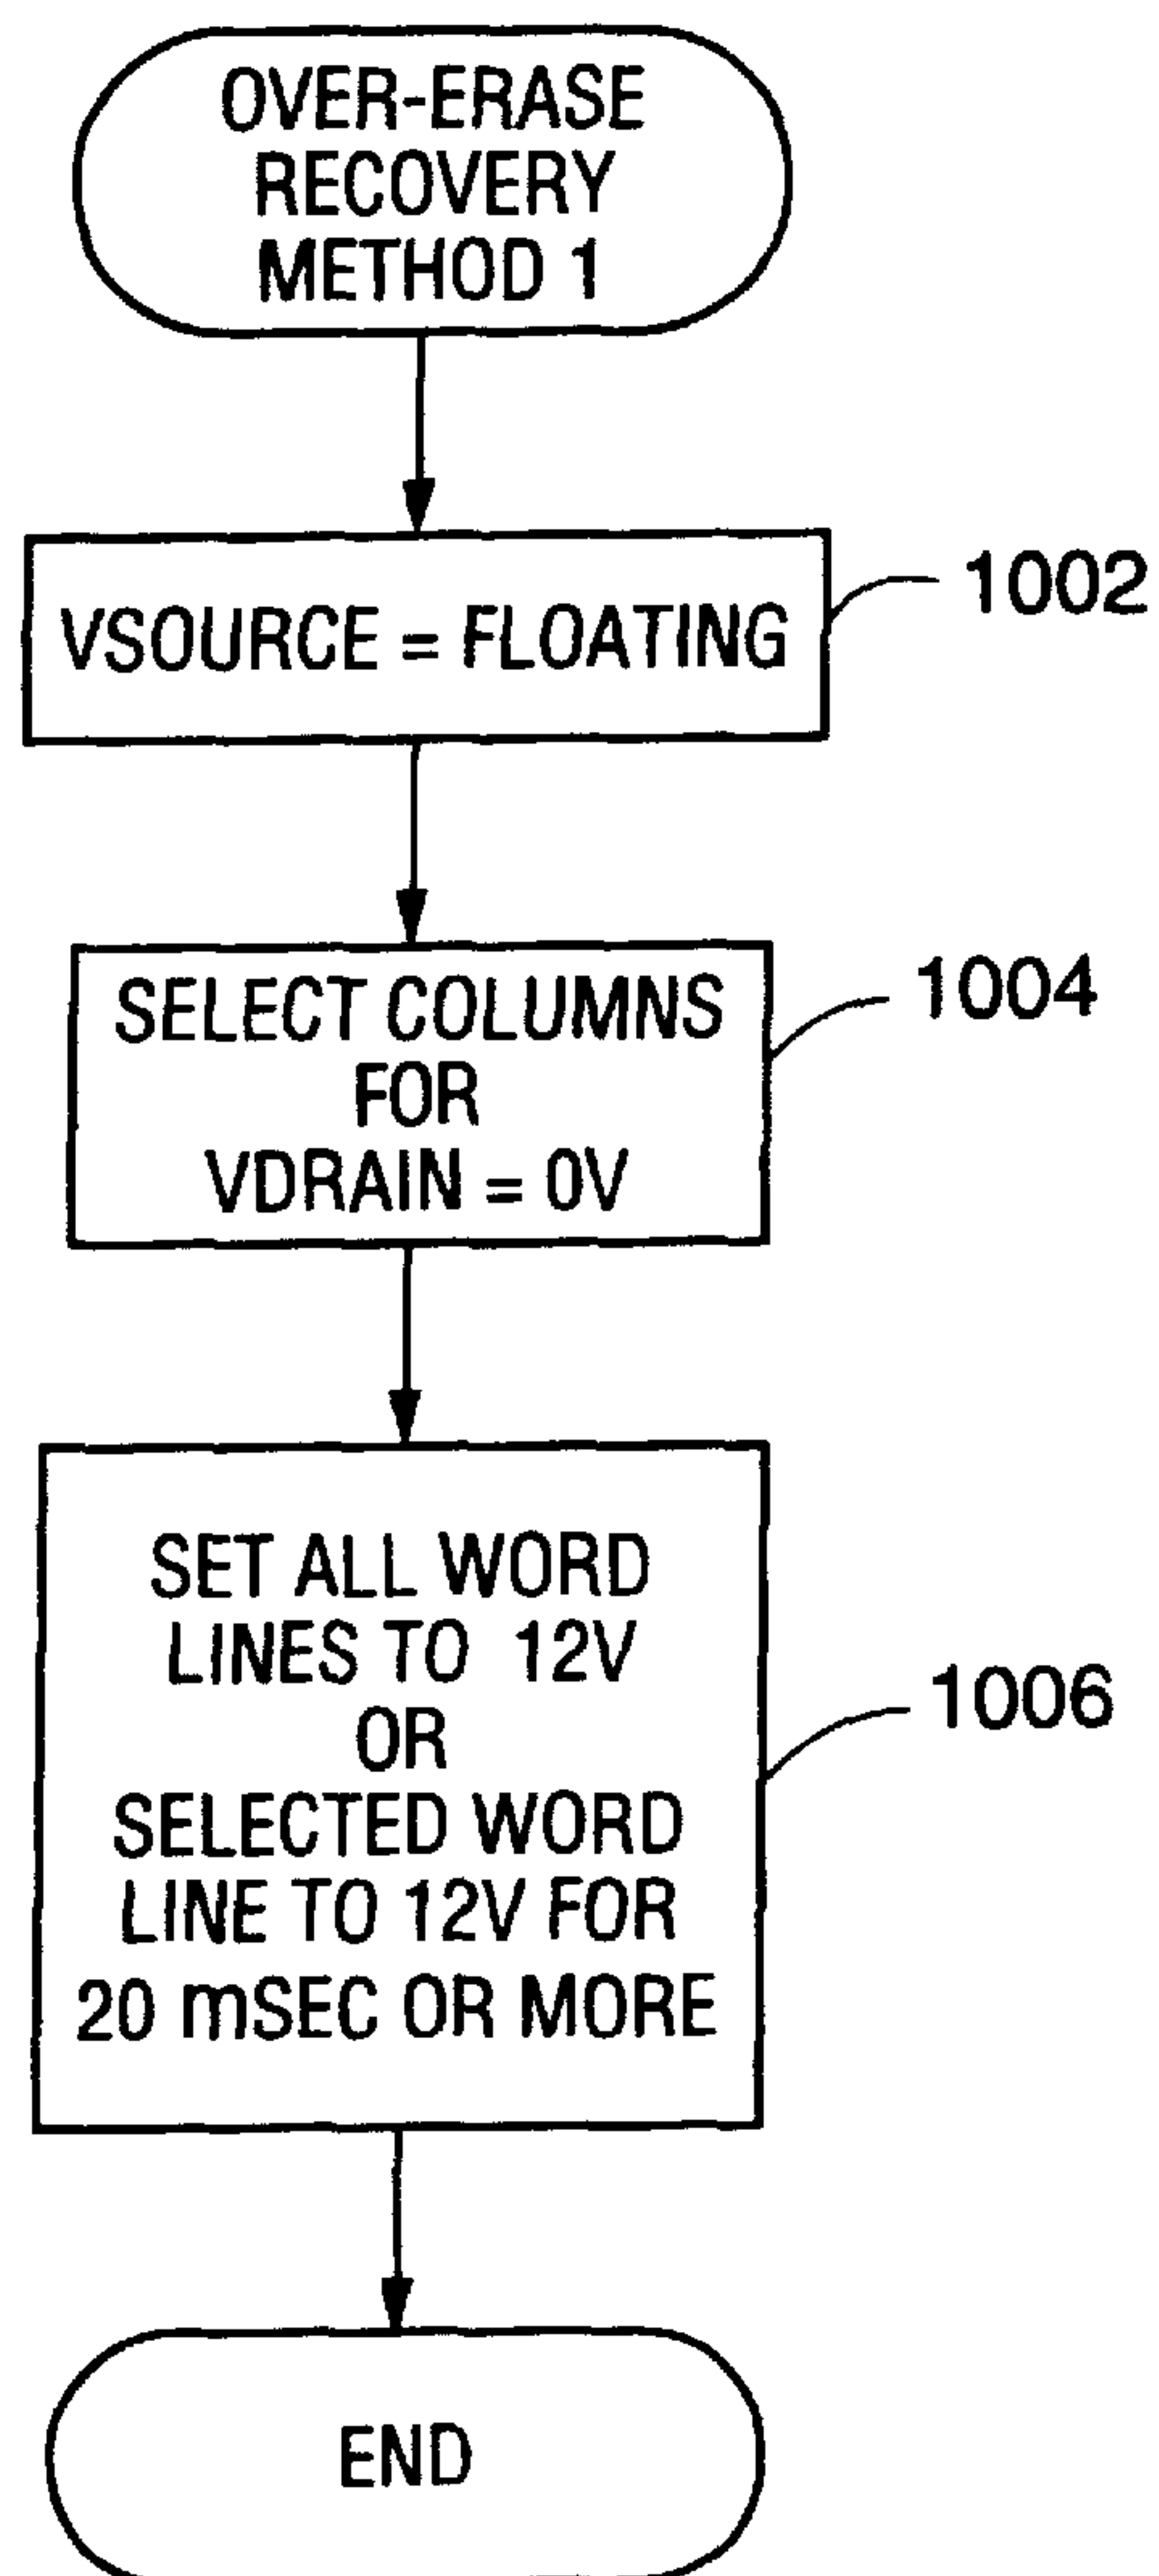 OVER-ERASE
RECOVERY
METHOD 1
VSOURCE = FLOATING
1002
SELECT COLUMNS
FOR
VDRAIN = 0V
1004
SET ALL WORD
LINES TO 12V
OR
SELECTED WORD
LINE TO 12V FOR
20 mSEC OR MORE
1006
END